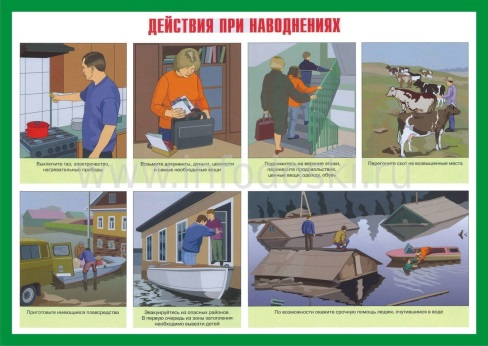 ДЕЙСТВИЯ ПРИ НАВОДНЕНИЯХ
Выключите газ, электричество,
нагревательные приборы
Возьмите документы, деньги, ценности
и самые необходимые вещи
Поднимитесь на верхние этажи,
перенесите продовольствие,
ценные вещи, одежду, обувь
Перегоните скот на возвышенные места
Приготовьте имеющиеся плавсредства
Эвакуируйтесь из опасных районов.
В первую очередь из зоны затопления
необходимо вывезти детей
По возможности окажите срочную помощь людям, очутившимся в воде